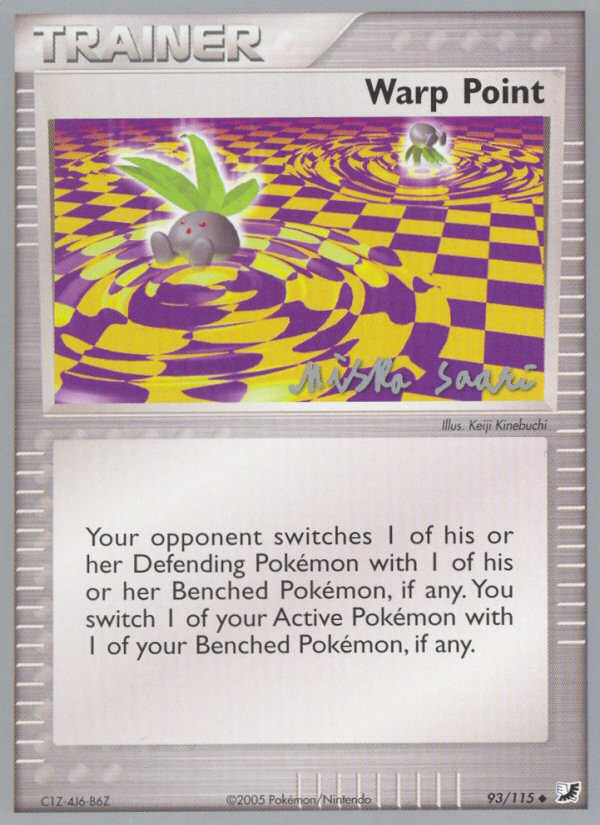 TRAINER
Warp Point
Miska Saari
Illus. Keiji Kinebuchi
Your opponent switches 1 of his or
her Defending Pokémon with 1 of his
or her Benched Pokémon, if any. You
switch 1 of your Active Pokémon with
1 of your Benched Pokémon, if any.
C1Z-4J6-B6Z
©2005 Pokémon/Nintendo
93/115